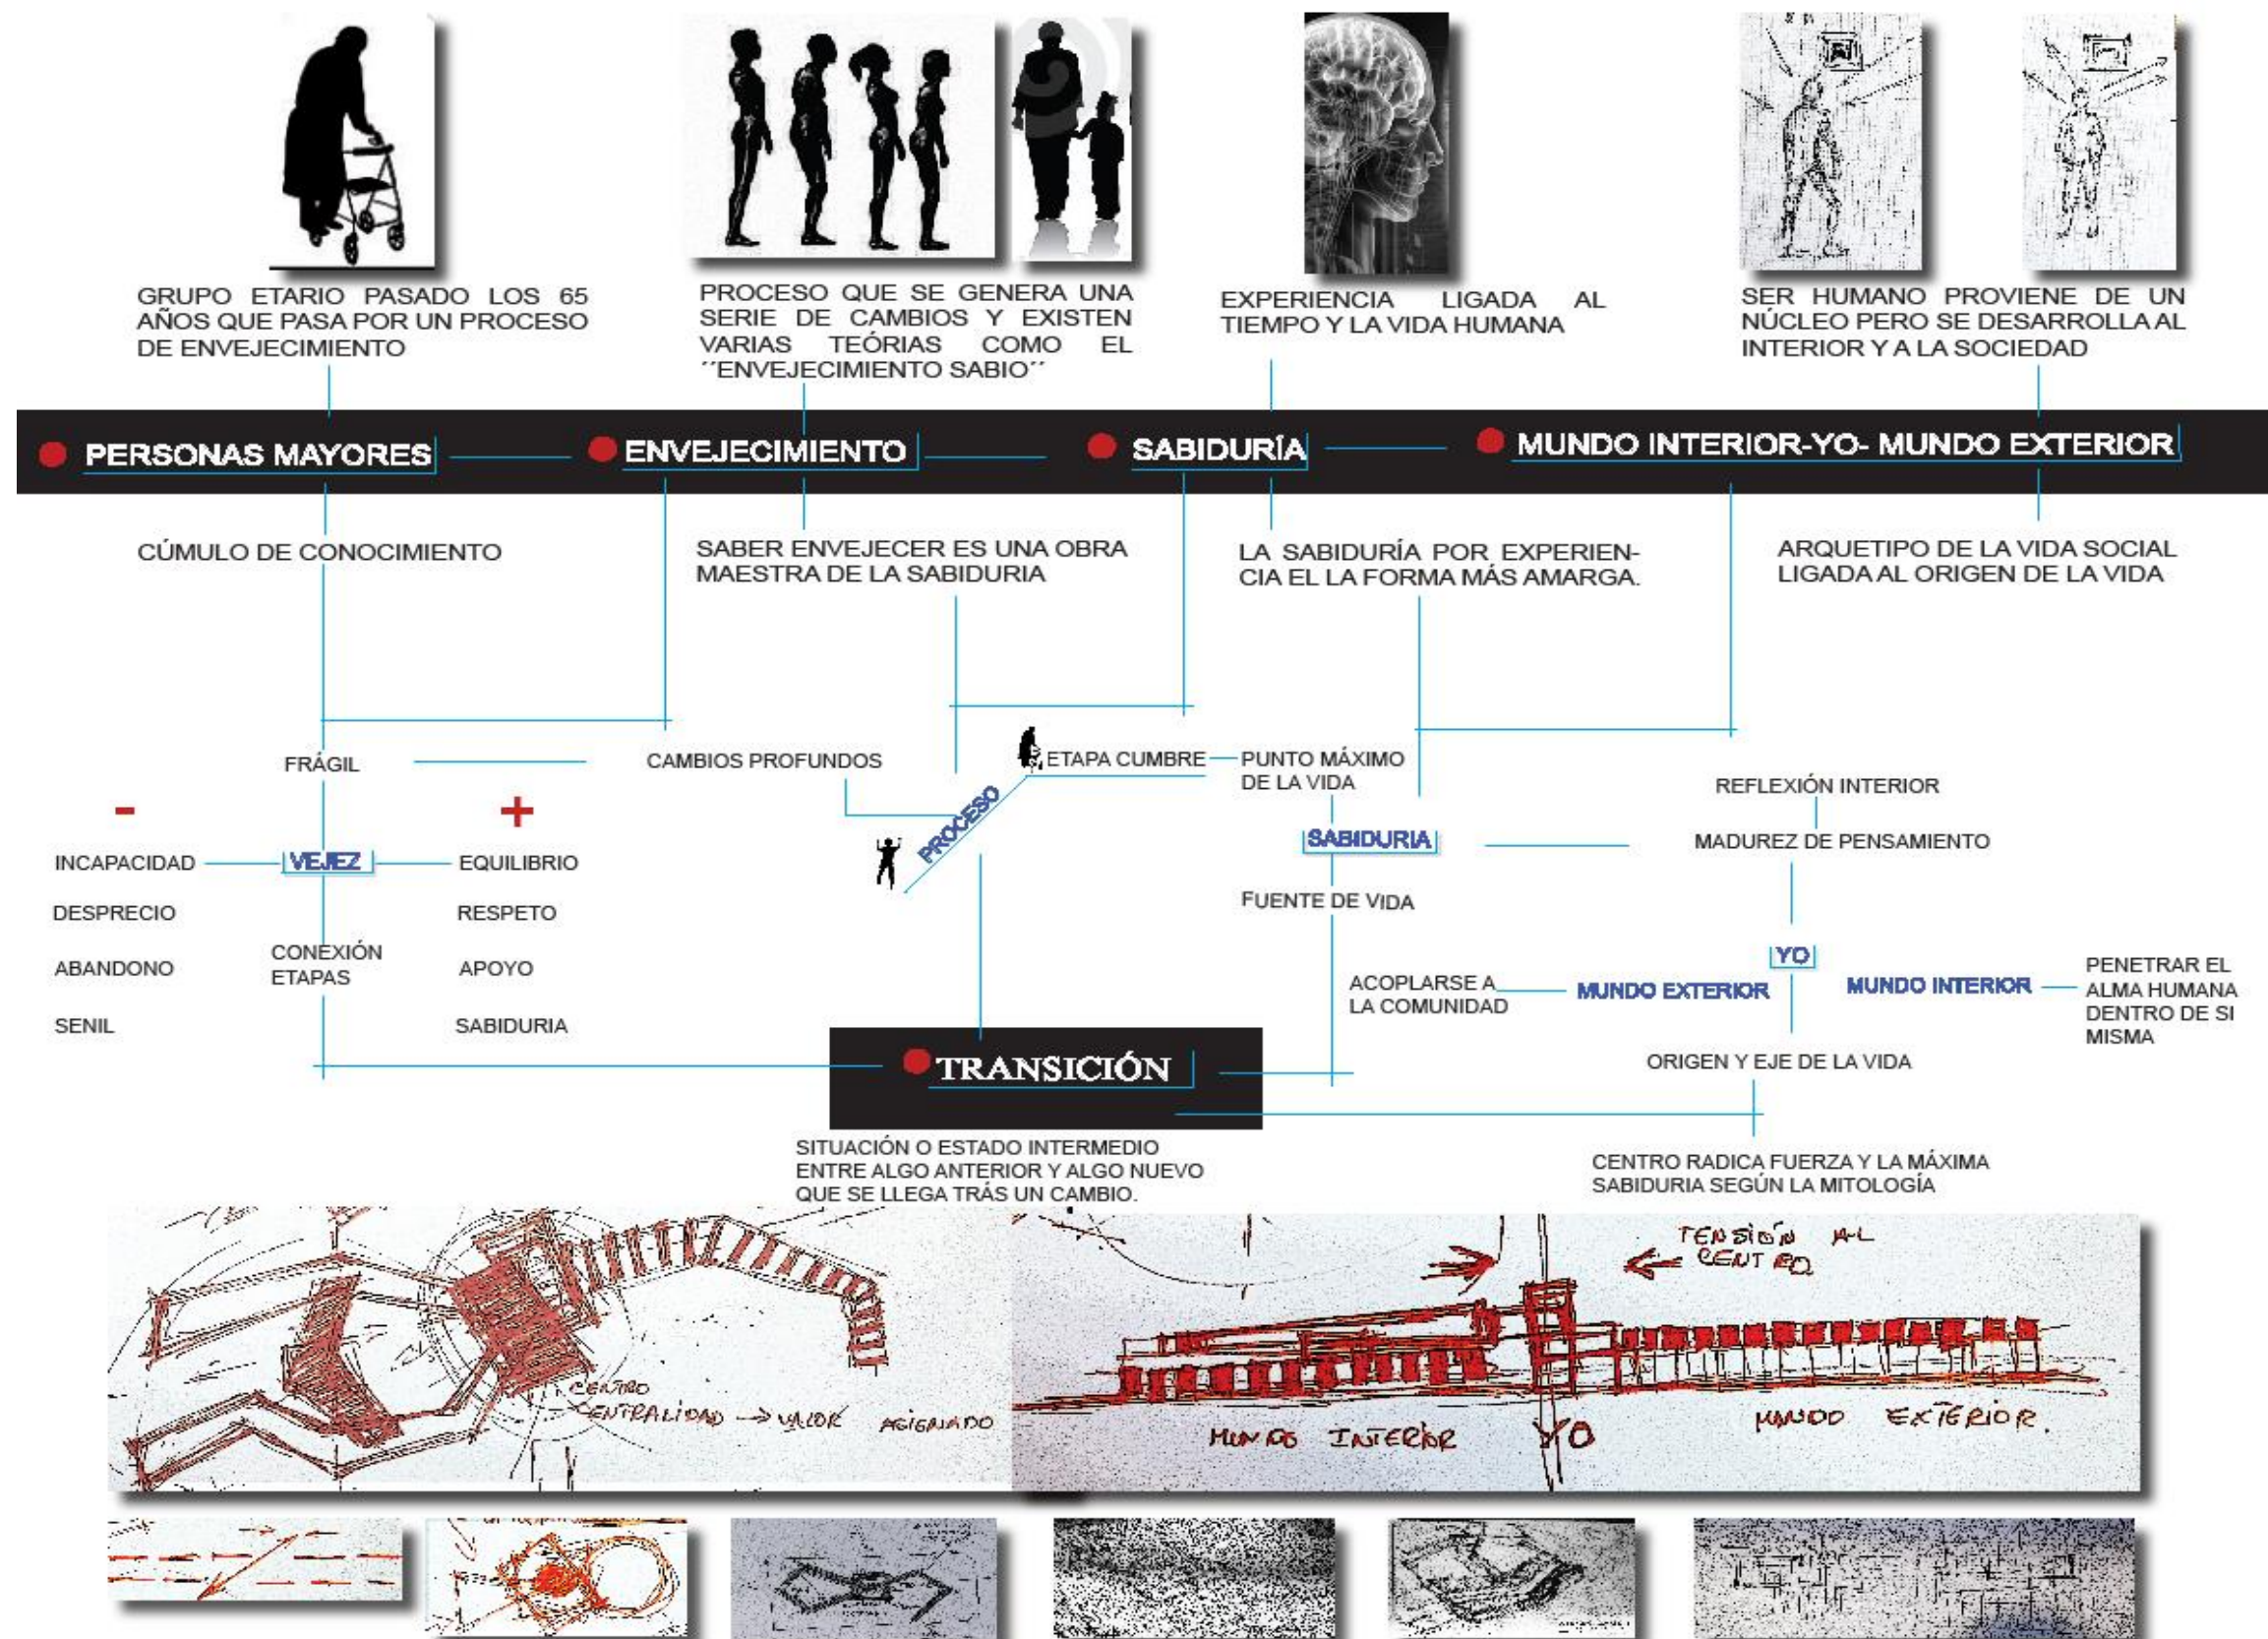 GRUPO ETARIO PASADO LOS 65
AÑOS QUE PASA POR UN PROCESO
DE ENVEJECIMIENTO
PROCESO QUE SE GENERA UNA
SERIE DE CAMBIOS Y EXISTEN
VARIAS TEÓRIAS COMO EL
´´ENVEJECIMIENTO SABIO´´
EXPERIENCIA LIGADA AL
TIEMPO Y LA VIDA HUMANA
SER HUMANO PROVIENE DE UN
NÚCLEO PERO SE DESARROLLA AL
INTERIOR Y A LA SOCIEDAD
PERSONAS MAYORES
ENVEJECIMIENTO
SABIDURÍA
MUNDO INTERIOR-YO- MUNDO EXTERIOR
CÚMULO DE CONOCIMIENTO
SABER ENVEJECER ES UNA OBRA
MAESTRA DE LA SABIDURIA
LA SABIDURÍA POR EXPERIEN-
CIA EL LA FORMA MÁS AMARGA.
ARQUETIPO DE LA VIDA SOCIAL
LIGADA AL ORIGEN DE LA VIDA
FRÁGIL
CAMBIOS PROFUNDOS
ETAPA CUMBRE
PUNTO MÁXIMO
DE LA VIDA
PROCESO
REFLEXIÓN INTERIOR
-
+
SABIDURIA
MADUREZ DE PENSAMIENTO
INCAPACIDAD
VEJEZ
EQUILIBRIO
DESPRECIO
RESPETO
FUENTE DE VIDA
ABANDONO
CONEXIÓN
ETAPAS
APOYO
YO
ACOPLARSE A
LA COMUNIDAD
MUNDO EXTERIOR
MUNDO INTERIOR
PENETRAR EL
ALMA HUMANA
DENTRO DE SI
MISMA
SENIL
SABIDURIA
TRANSICIÓN
ORIGEN Y EJE DE LA VIDA
SITUACIÓN O ESTADO INTERMEDIO
ENTRE ALGO ANTERIOR Y ALGO NUEVO
QUE SE LLEGA TRÁS UN CAMBIO.
CENTRO RADICA FUERZA Y LA MÁXIMA
SABIDURIA SEGÚN LA MITOLOGÍA
CENTRO
CENTRALIDAD → VALOR ASIGNADO
TENSIÓN AL
CENTRO
MUNDO INTERIOR
YO
MUNDO EXTERIOR.